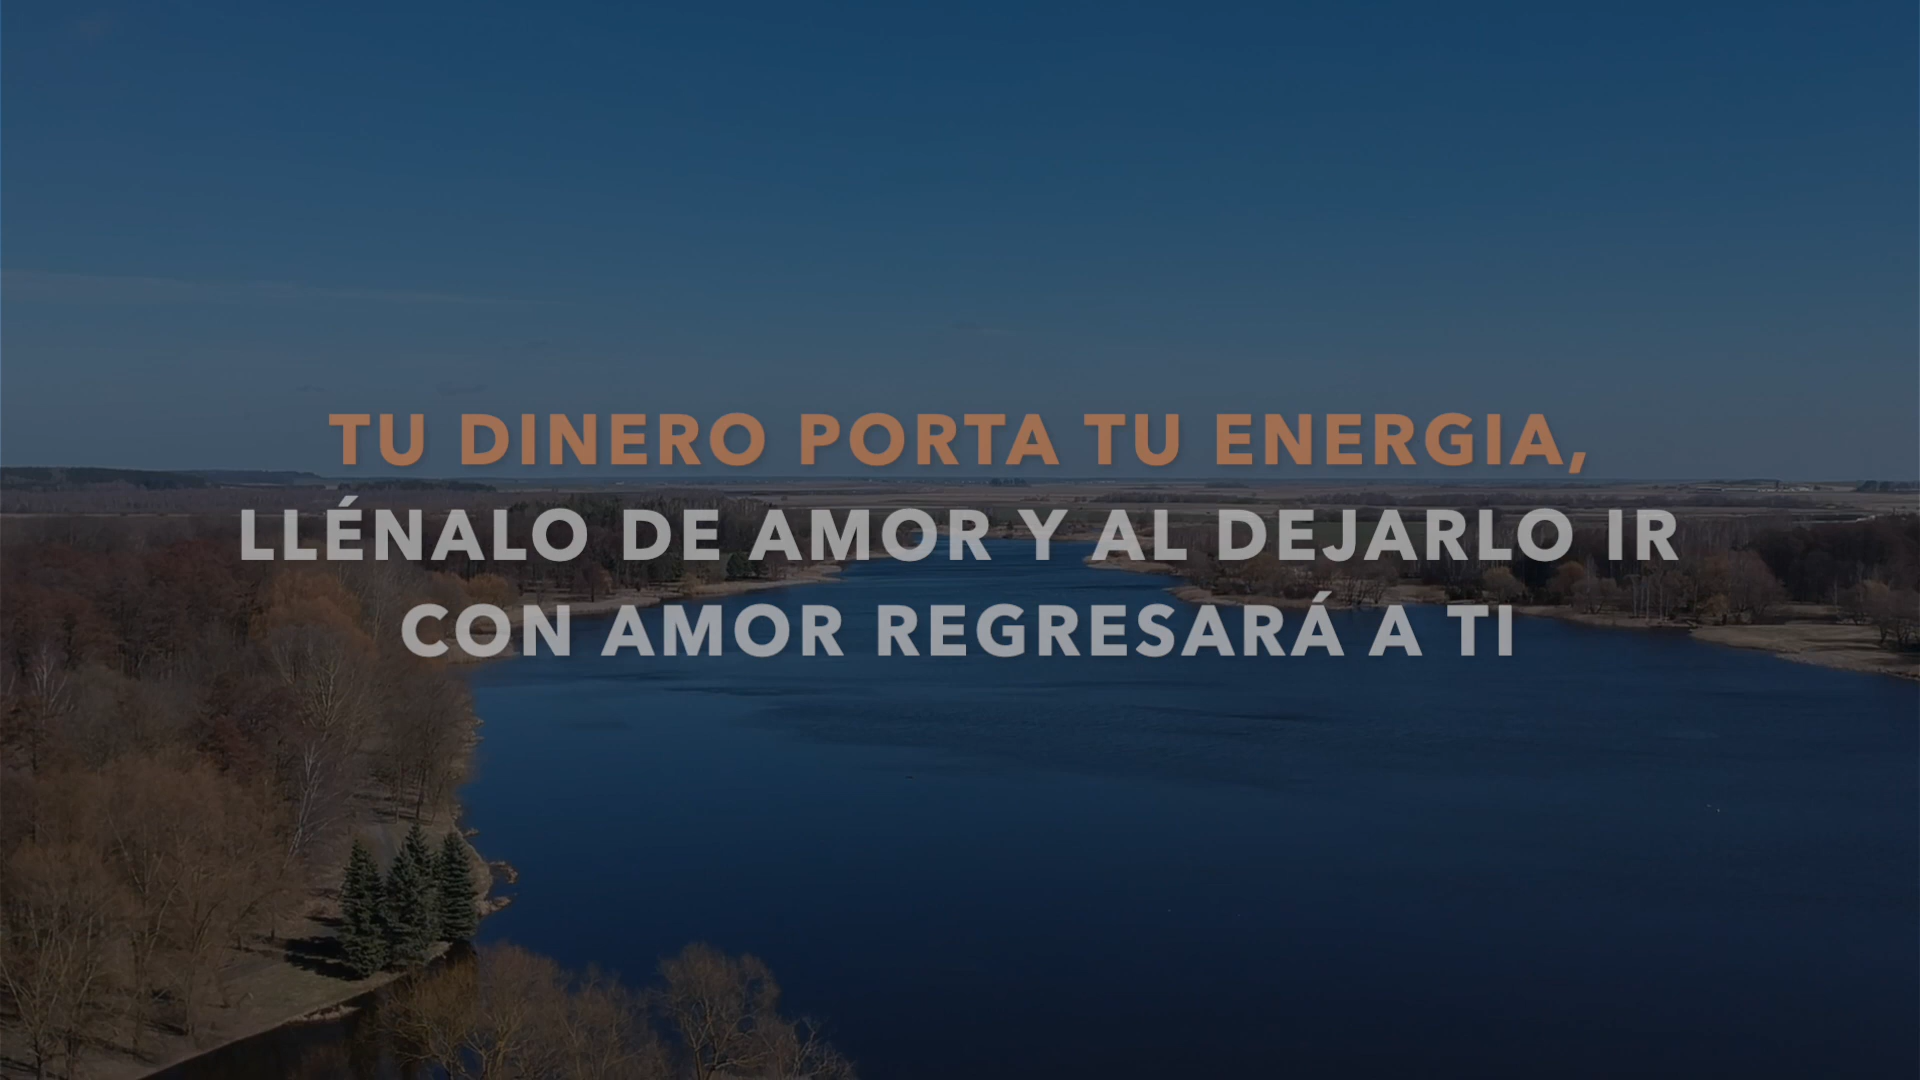 TU DINERO PORTA TU ENERGIA,
LLÉNALO DE AMOR Y AL DEJARLO IR
CON AMOR REGRESARÁ A TI